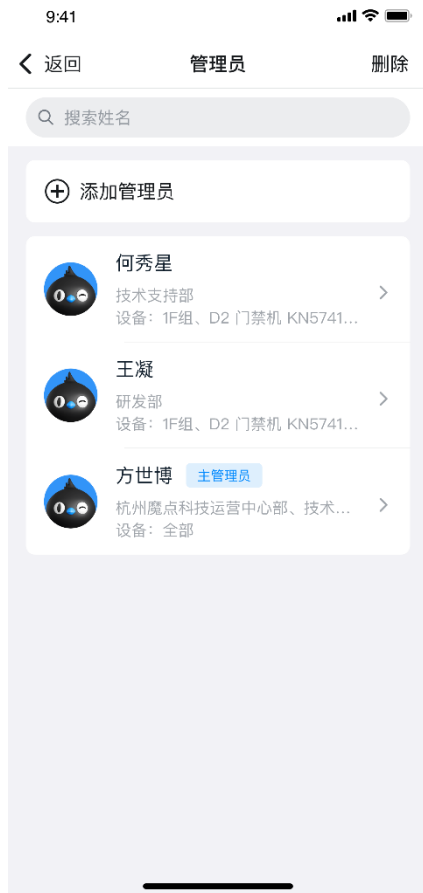 9:41
返回
管理员
删除
搜索姓名
添加管理员
何秀星
技术支持部
设备：1F组、D2 门禁机 KN5741...
王凝
研发部
设备：1F组、D2 门禁机 KN5741...
方世博
主管理员
杭州魔点科技运营中心部、技术...
设备：全部